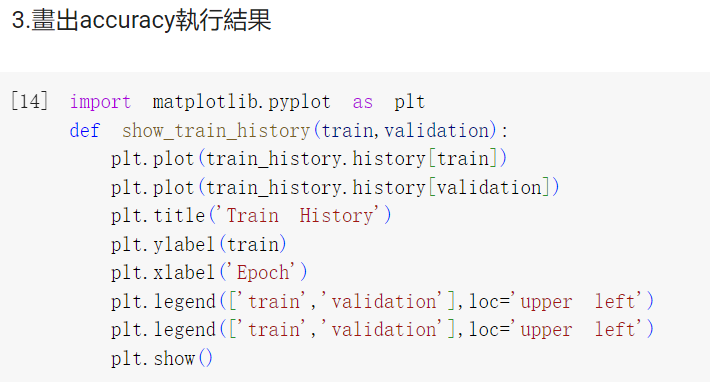 3.畫出accuracy執行結果
[14] import matplotlib.pyplot as plt
def show_train_history(train,validation):
plt.plot(train_history.history[train])
plt.plot(train_history.history[validation])
plt.title('Train History')
plt.ylabel(train)
plt.xlabel('Epoch')
plt.legend(['train','validation'],loc='upper left')
plt.legend(['train','validation'],loc='upper left')
plt.show()